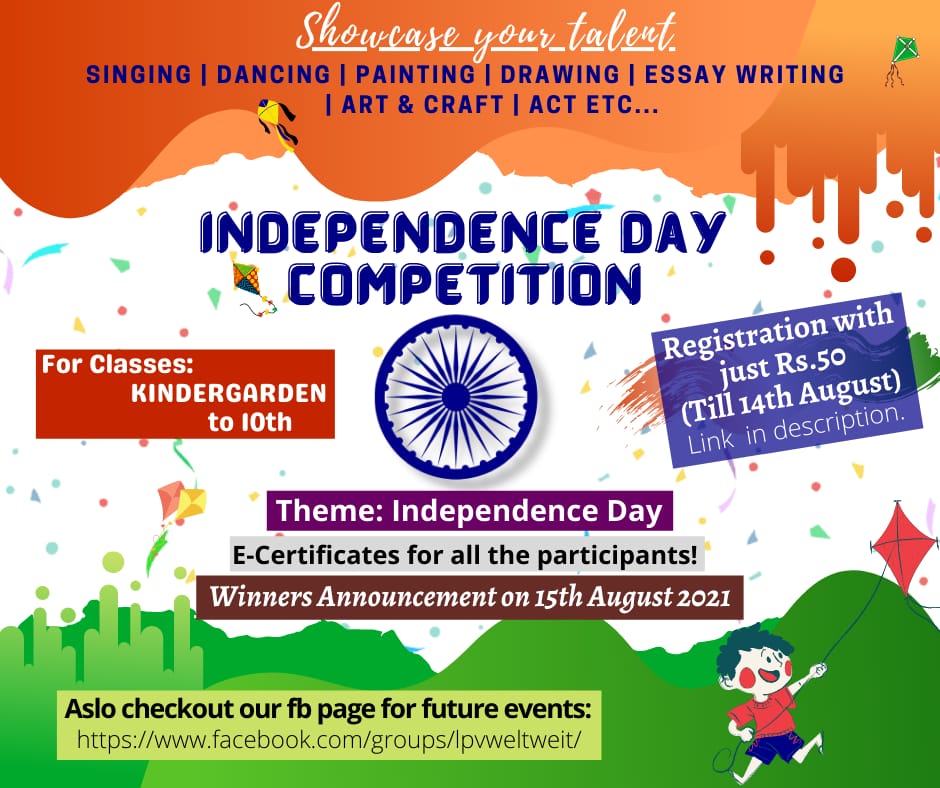 Showcase your talent
SINGING | DANCING | PAINTING | DRAWING | ESSAY WRITING
| ART & CRAFT | ACT ETC...
INDEPENDENCE DAY
COMPETITION
For Classes:
KINDERGARDEN
to 10th
Registration with
just Rs.50
(Till 14th August)
Link in description.
Theme: Independence Day
E-Certificates for all the participants!
Winners Announcement on 15th August 2021
Aslo checkout our fb page for future events:
https://www.facebook.com/groups/lpvweltweit/